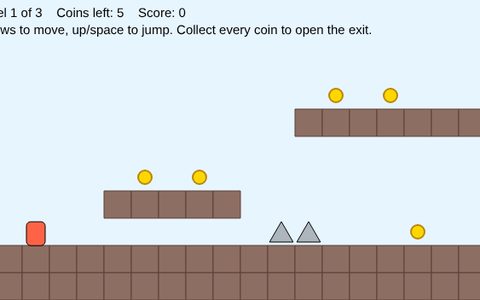 el 1 of 3 Coins left: 5 Score: 0
ws to move, up/space to jump. Collect every coin to open the exit.